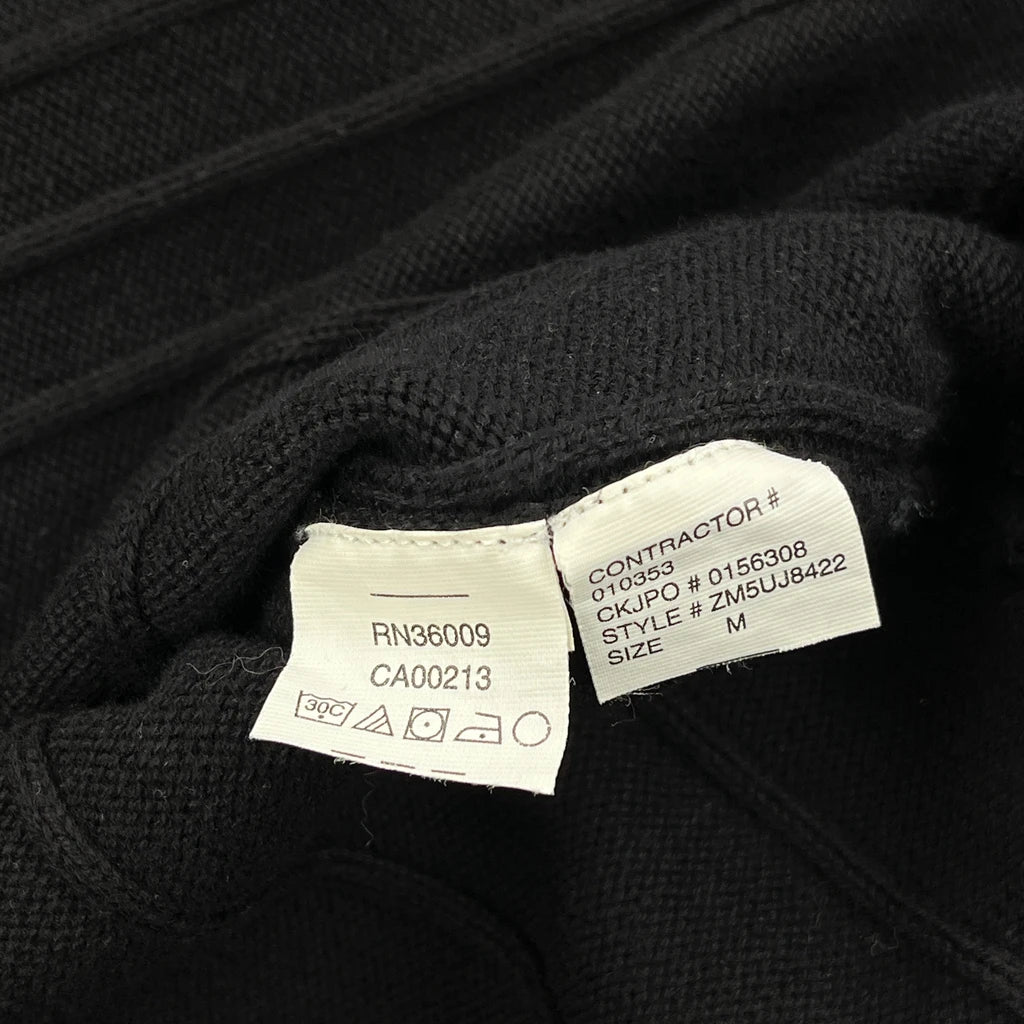 RN36009
CA00213
30C
CONTRACTOR #
010353
CKJPO # 0156308
STYLE # ZM5UJ8422
SIZE M